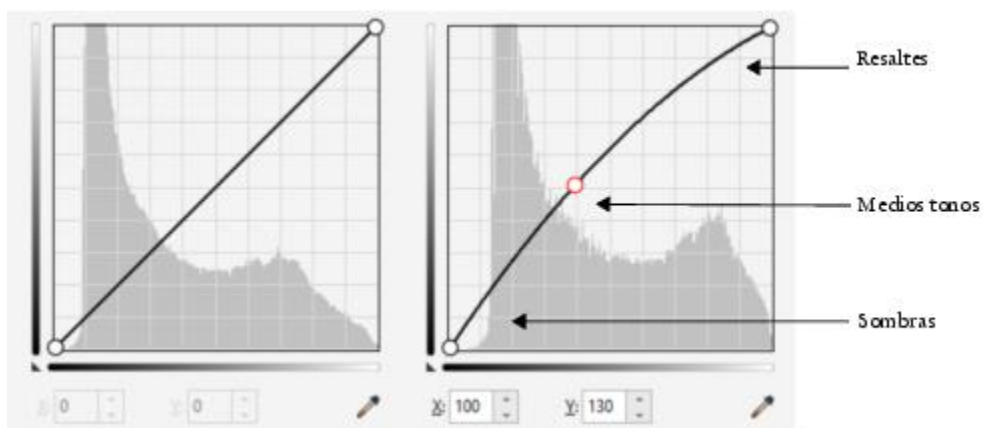 Resaltes
Medios tonos
Sombras
X: 0 Y: 0
X: 100 Y: 130